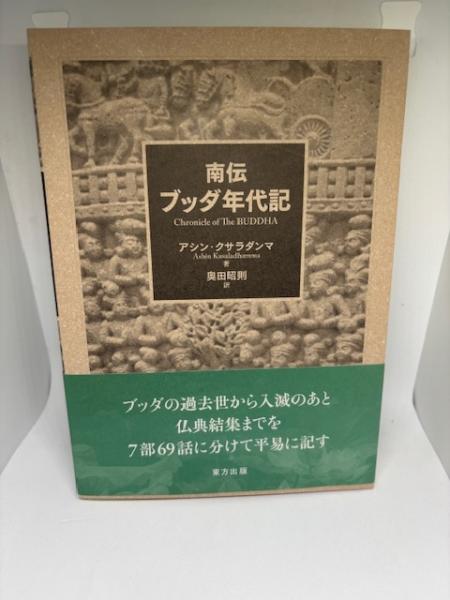 南伝
ブッダ年代記
Chronicle of The BUDDHA
アシン・クサラダンマ
Ashin Kusaladhamma
著
奥田昭則
訳
ブッダの過去世から入滅のあと
仏典結集までを
7部69話に分けて平易に記す
東方出版